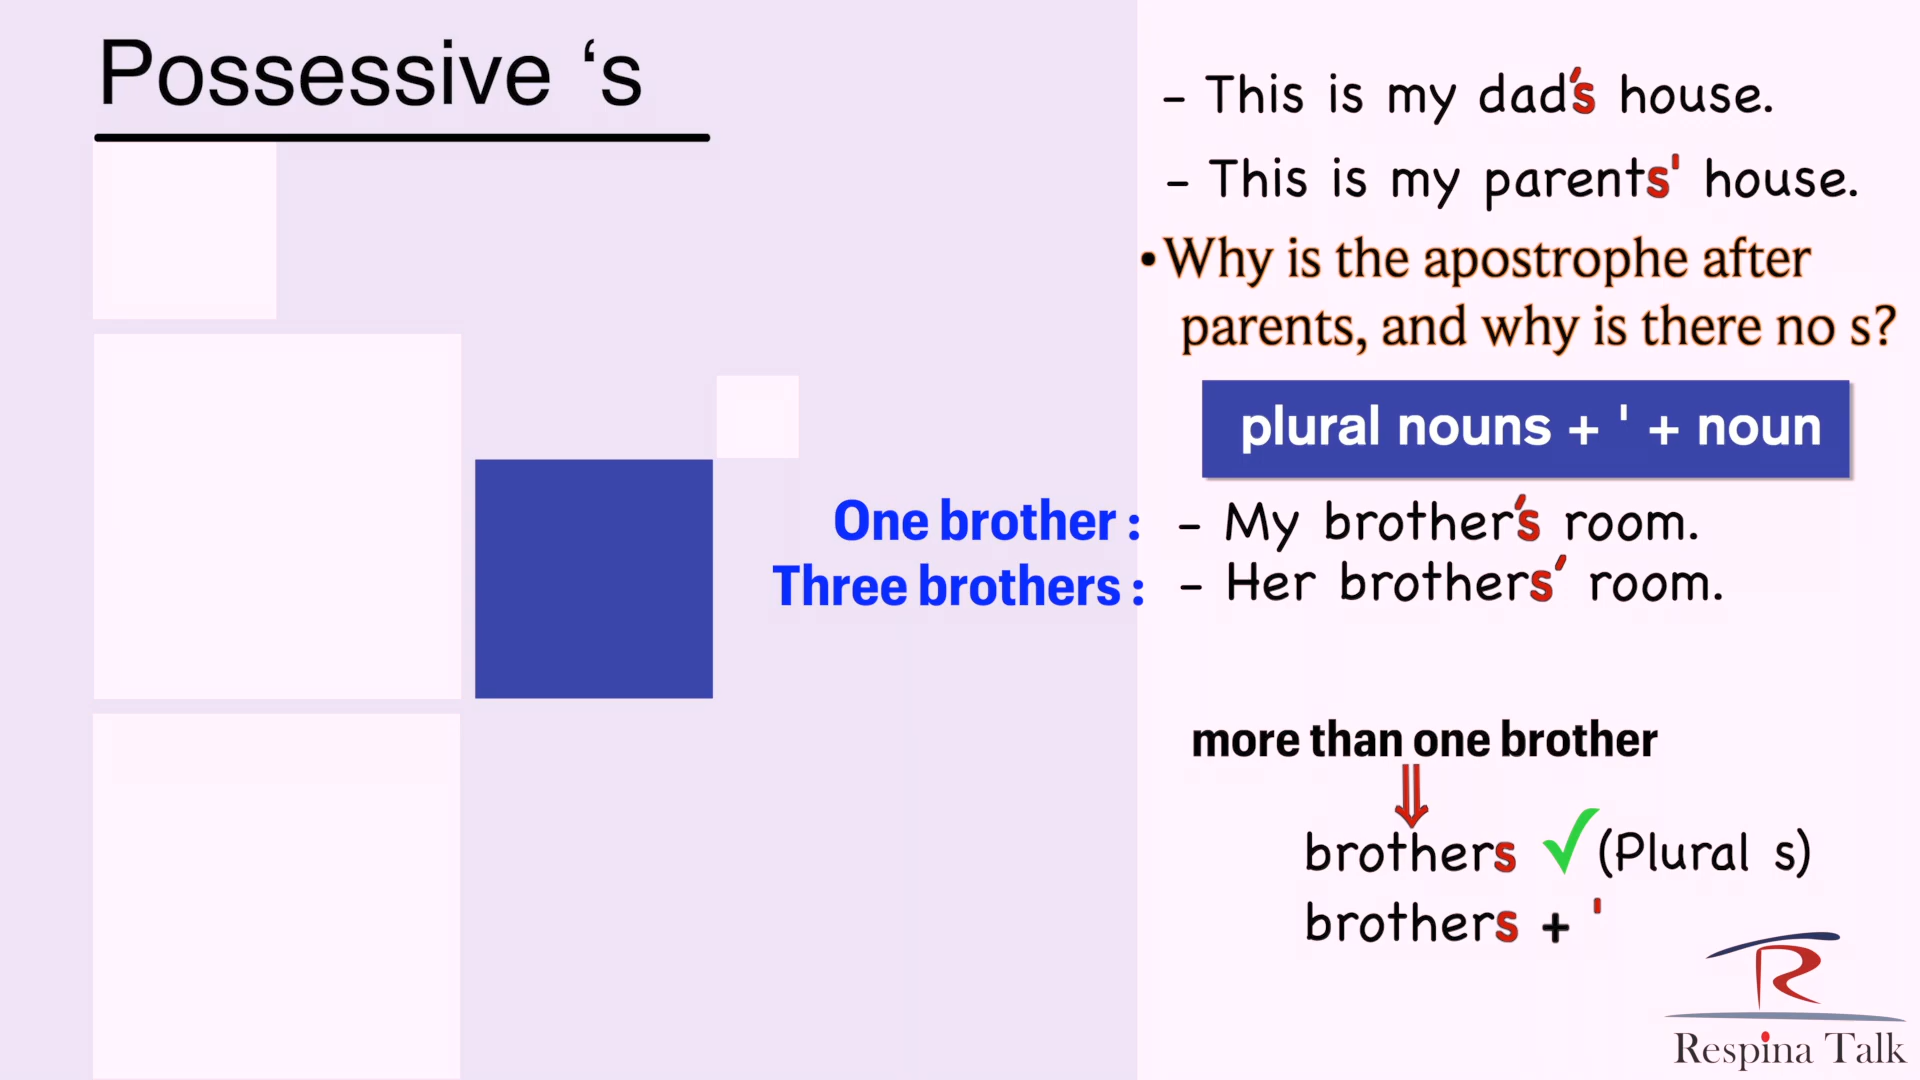 Possessive ‘s
– This is my dad's house.
– This is my parents' house.
•Why is the apostrophe after
parents, and why is there no s?
plural nouns + ' + noun
One brother : – My brother's room.
Three brothers : – Her brothers' room.
more than one brother
⇓
brothers ✓(Plural s)
brothers + '
R
Respina Talk